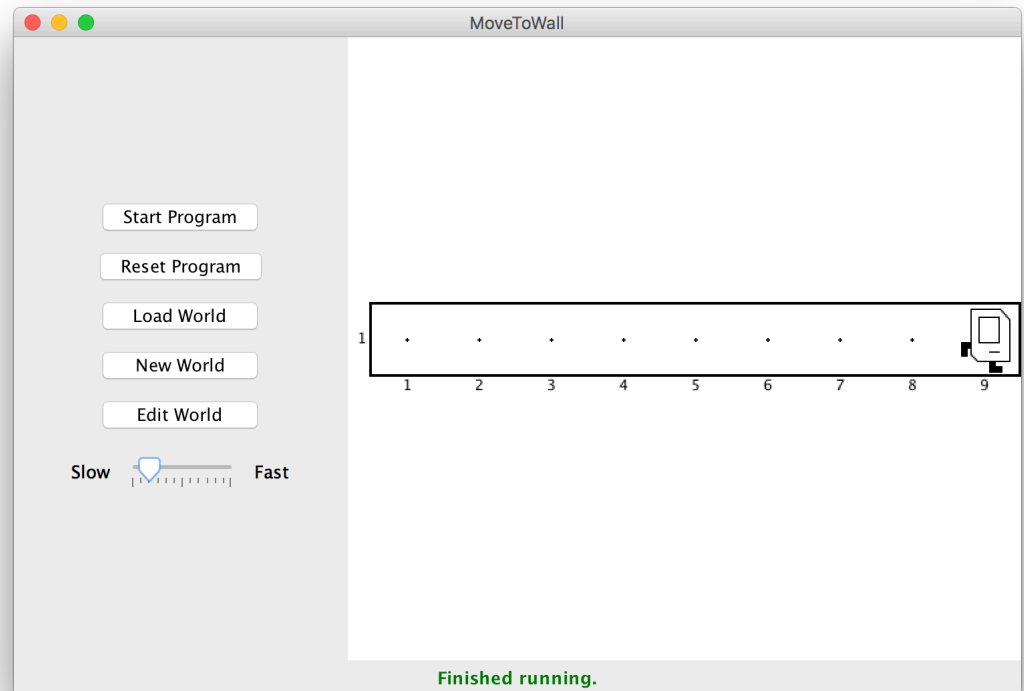 MoveToWall
Start Program
Reset Program
Load World
New World
Edit World
Slow Fast
1
1 2 3 4 5 6 7 8 9
Finished running.